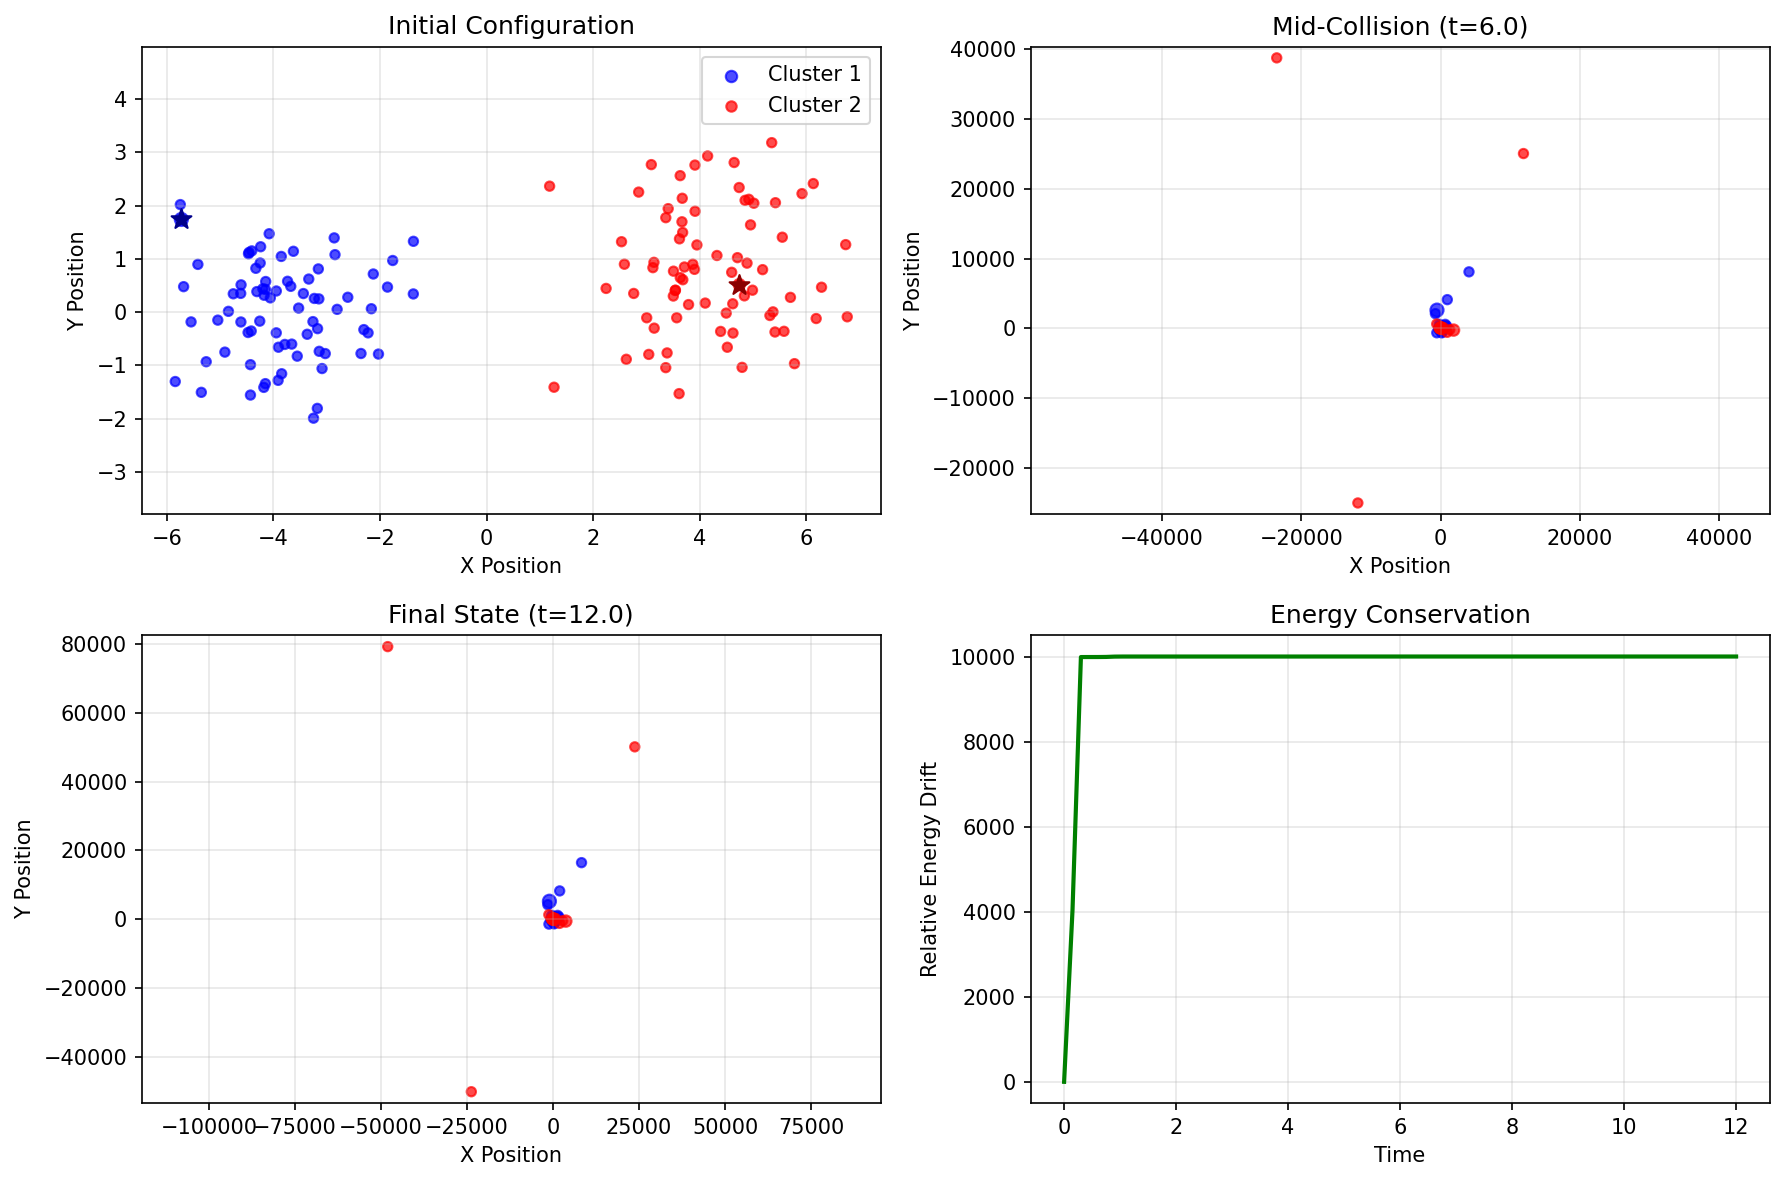 Initial Configuration
Y Position
4
3
2
1
0
−1
−2
−3
−6 −4 −2 0 2 4 6
X Position
Cluster 1
Cluster 2
Mid-Collision (t=6.0)
Y Position
40000
30000
20000
10000
0
−10000
−20000
−40000 −20000 0 20000 40000
X Position
Final State (t=12.0)
Y Position
80000
60000
40000
20000
0
−20000
−40000
−100000 −75000 −50000 −25000 0 25000 50000 75000
X Position
Energy Conservation
Relative Energy Drift
10000
8000
6000
4000
2000
0
0 2 4 6 8 10 12
Time